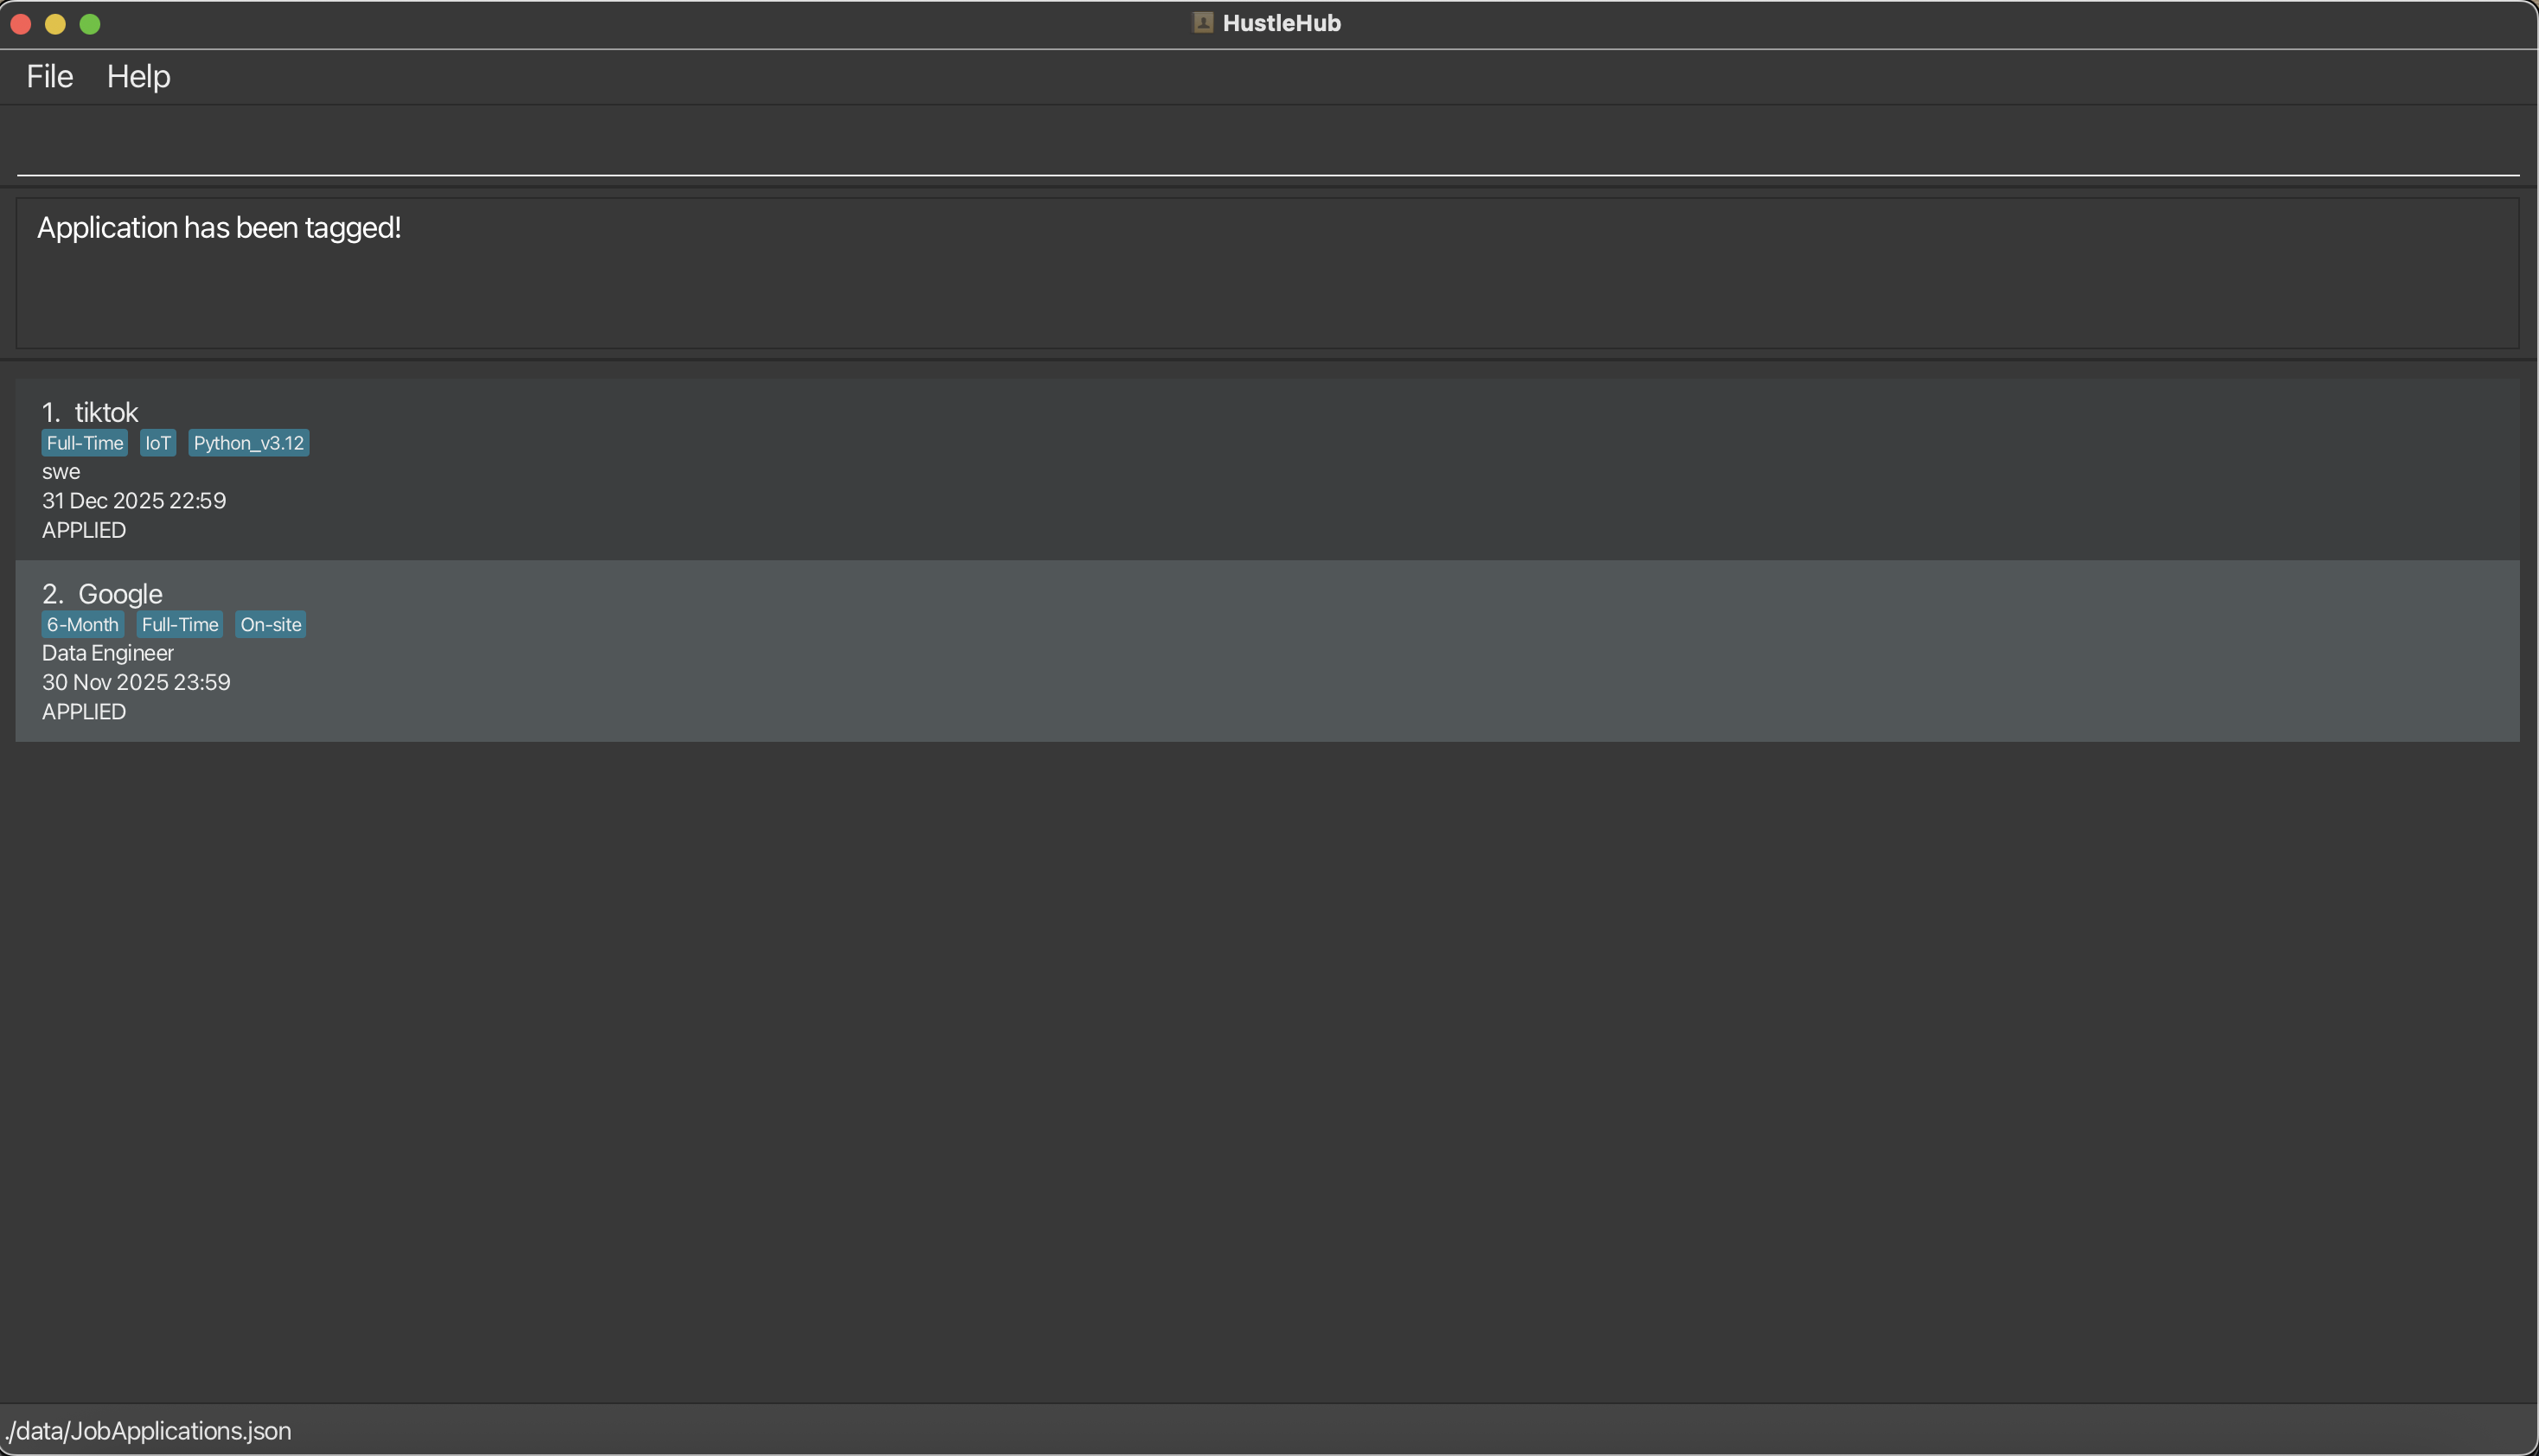 HustleHub
File Help
Application has been tagged!
1. tiktok
Full-Time IoT Python_v3.12
swe
31 Dec 2025 22:59
APPLIED
2. Google
6-Month Full-Time On-site
Data Engineer
30 Nov 2025 23:59
APPLIED
./data/JobApplications.json